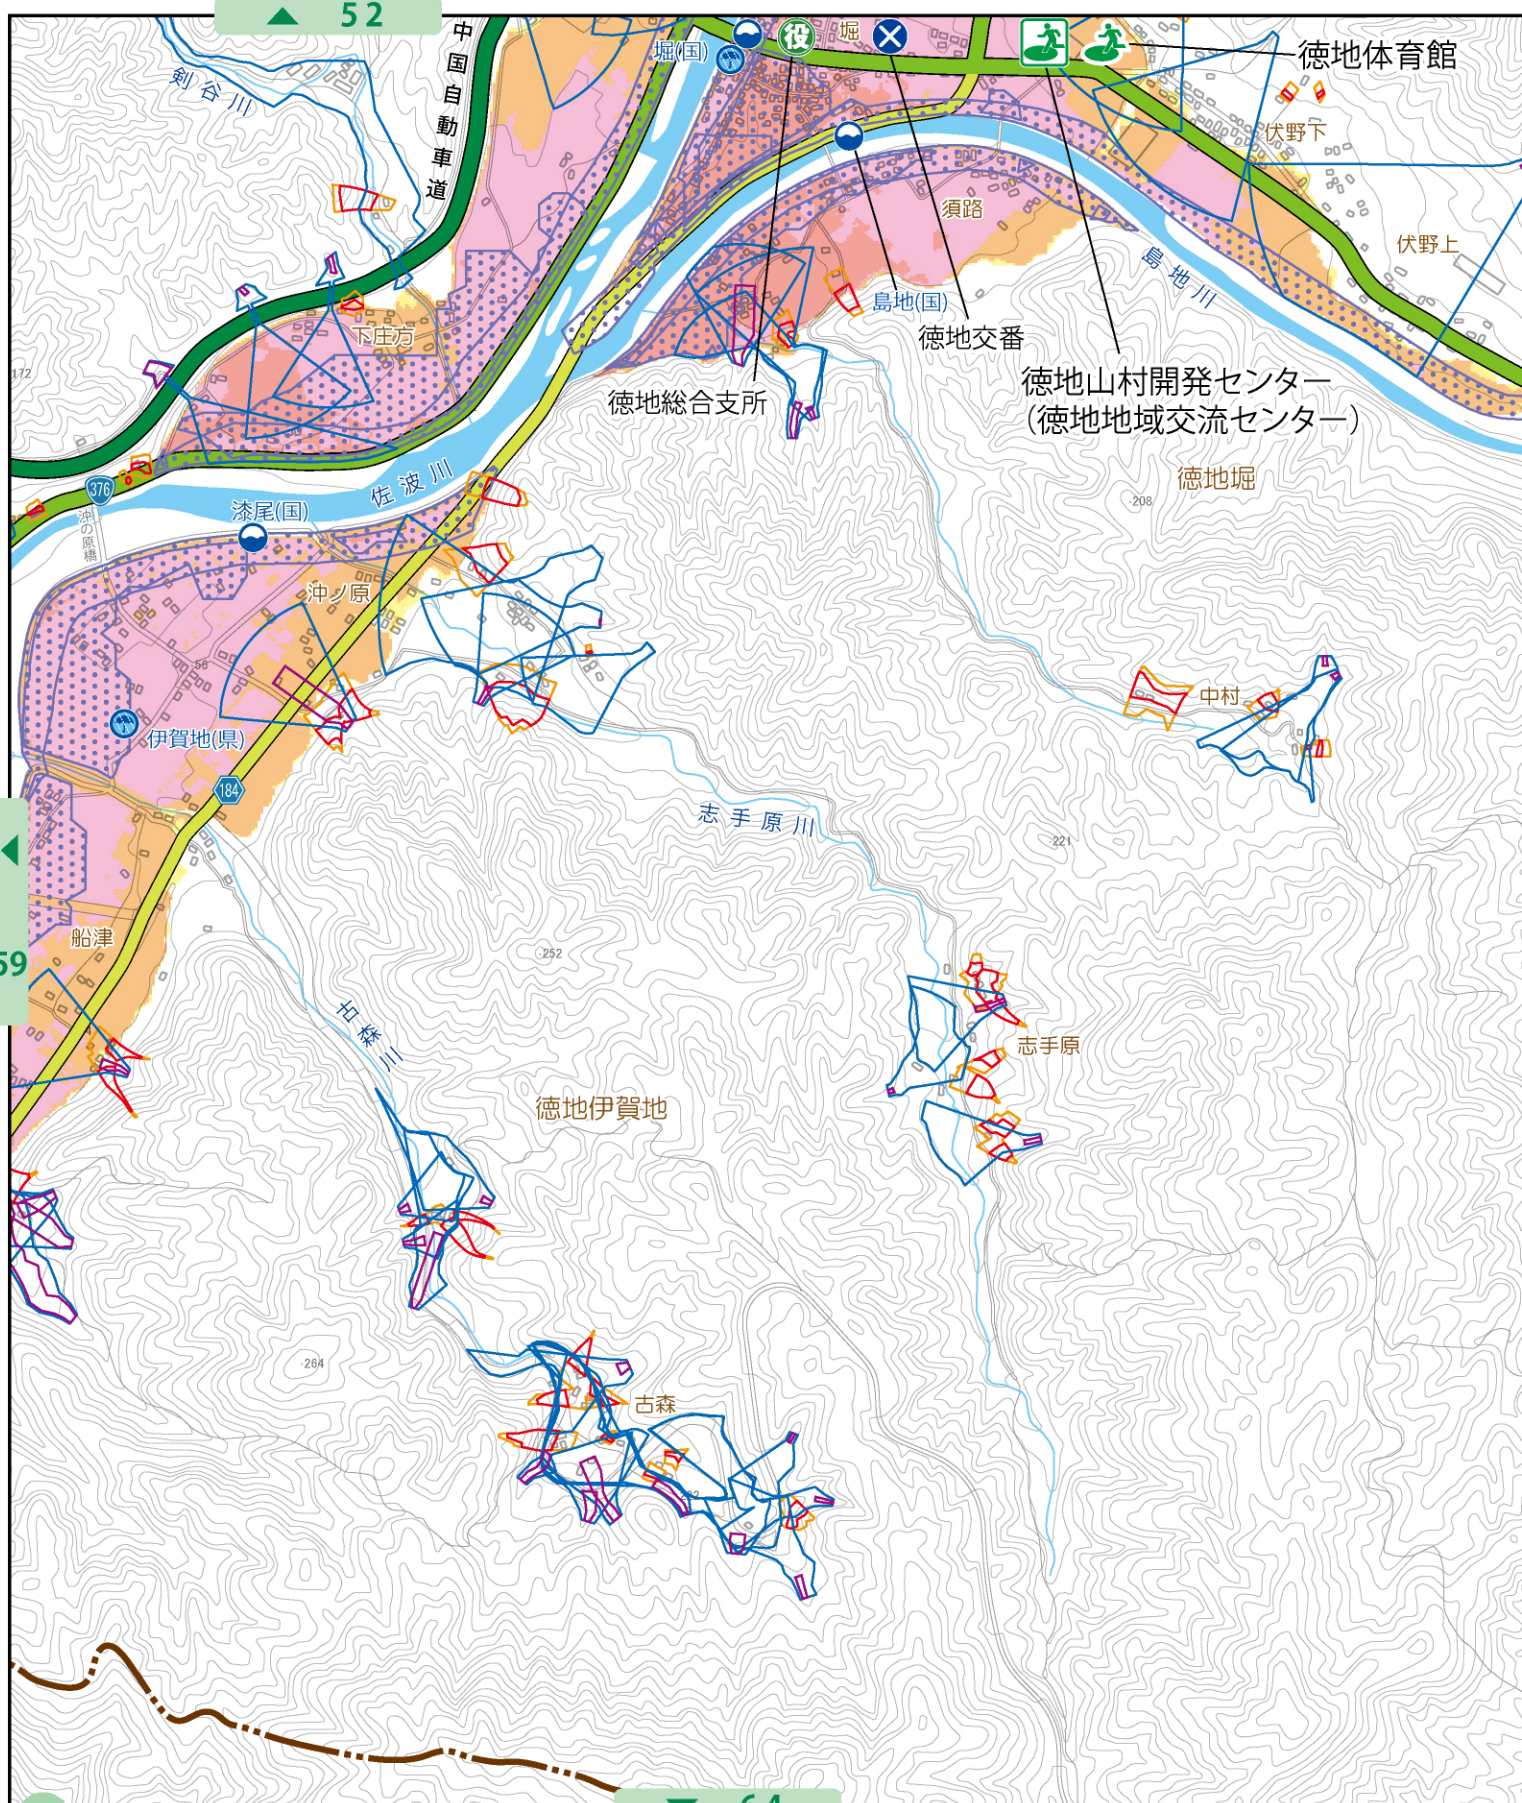 52
中国自動車道
剣谷川
堀(国)
役
堀
徳地体育館
伏野下
須路
伏野上
島地川
島地(国)
徳地交番
下庄方
172
徳地総合支所
徳地山村開発センター
(徳地地域交流センター)
徳地堀
208
376
佐波川
漆尾(国)
沖の原橋
沖ノ原
56
中村
伊賀地(県)
184
志手原川
221
船津
252
59
古森川
志手原
徳地伊賀地
264
古森
64